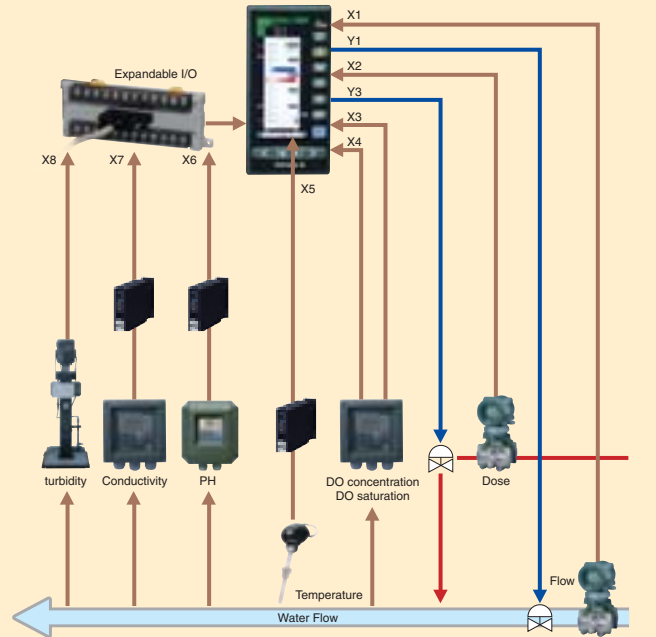 X1
Y1
X2
Expandable I/O
Y3
X3
X4
X8
X7
X6
X5
turbidity
Conductivity
PH
DO concentration
DO saturation
Dose
Flow
Temperature
Water Flow